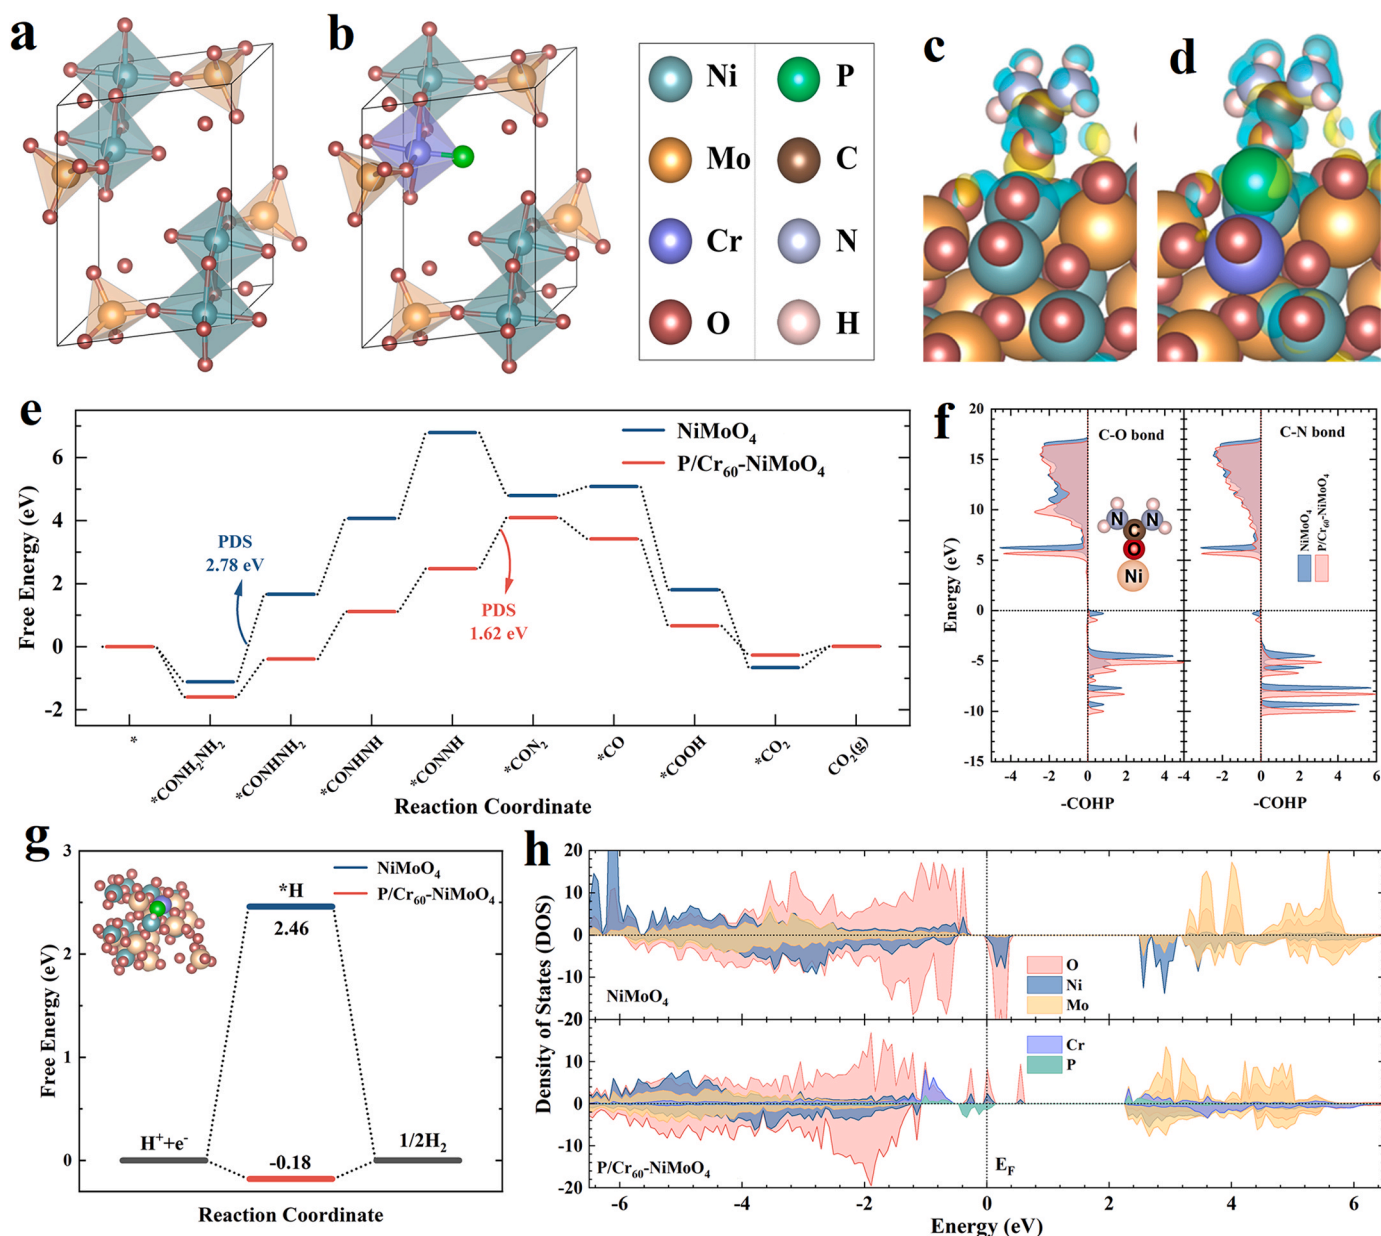 a
b
Ni
P
Mo
C
Cr
N
O
H
c
d
e
NiMoO₄
P/Cr₆₀-NiMoO₄
Free Energy (eV)
6
4
2
0
-2
PDS
2.78 eV
PDS
1.62 eV
*
*CONH₂NH₂
*CONHNH₂
*CONHNH
*CONNH
*CON₂
*CO
*COOH
*CO₂
CO₂(g)
Reaction Coordinate
f
C-O bond
C-N bond
Energy (eV)
20
15
10
5
0
-5
-10
-15
N
N
C
O
Ni
NiMoO₄
P/Cr₆₀-NiMoO₄
-4 -2 0 2 4 -4 -2 0 2 4 6
-COHP
-COHP
g
NiMoO₄
P/Cr₆₀-NiMoO₄
Free Energy (eV)
3
2
1
0
*H
2.46
H⁺+e⁻
-0.18
1/2H₂
Reaction Coordinate
h
Density of States (DOS)
20
10
0
-10
-20
O
Ni
Mo
NiMoO₄
20
10
0
-10
-20
Cr
P
P/Cr₆₀-NiMoO₄
E_F
-6 -4 -2 0 2 4 6
Energy (eV)